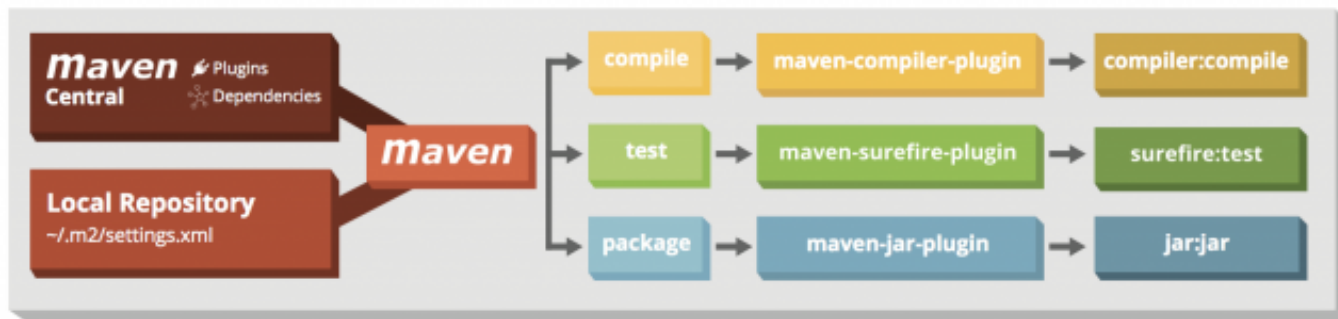 maven
Central
Plugins
Dependencies
Local Repository
~/.m2/settings.xml
maven
compile
maven-compiler-plugin
compiler:compile
test
maven-surefire-plugin
surefire:test
package
maven-jar-plugin
jar:jar